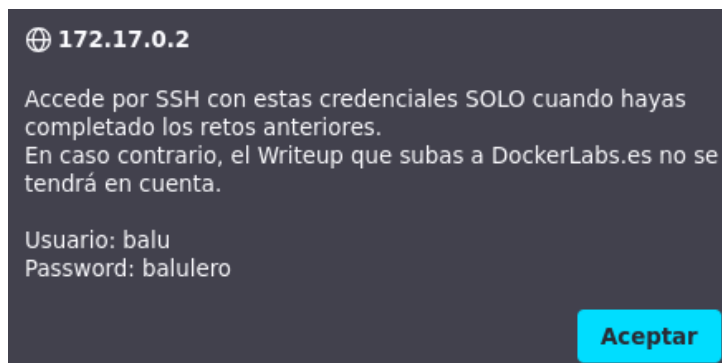 172.17.0.2
Accede por SSH con estas credenciales SOLO cuando hayas
completado los retos anteriores.
En caso contrario, el Writeup que subas a DockerLabs.es no se
tendrá en cuenta.
Usuario: balu
Password: balulero
Aceptar